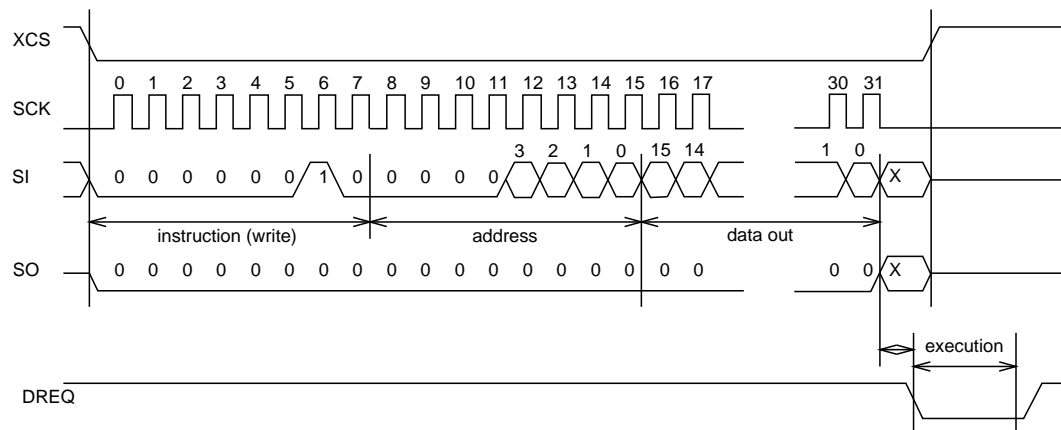 XCS
0 1 2 3 4 5 6 7 8 9 10 11 12 13 14 15 16 17 30 31
SCK
3 2 1 0 15 14 1 0
SI 0 0 0 0 0 0 1 0 0 0 0 0 X
instruction (write) address data out
SO 0 0 0 0 0 0 0 0 0 0 0 0 0 0 0 0 0 0 0 0 X
execution
DREQ